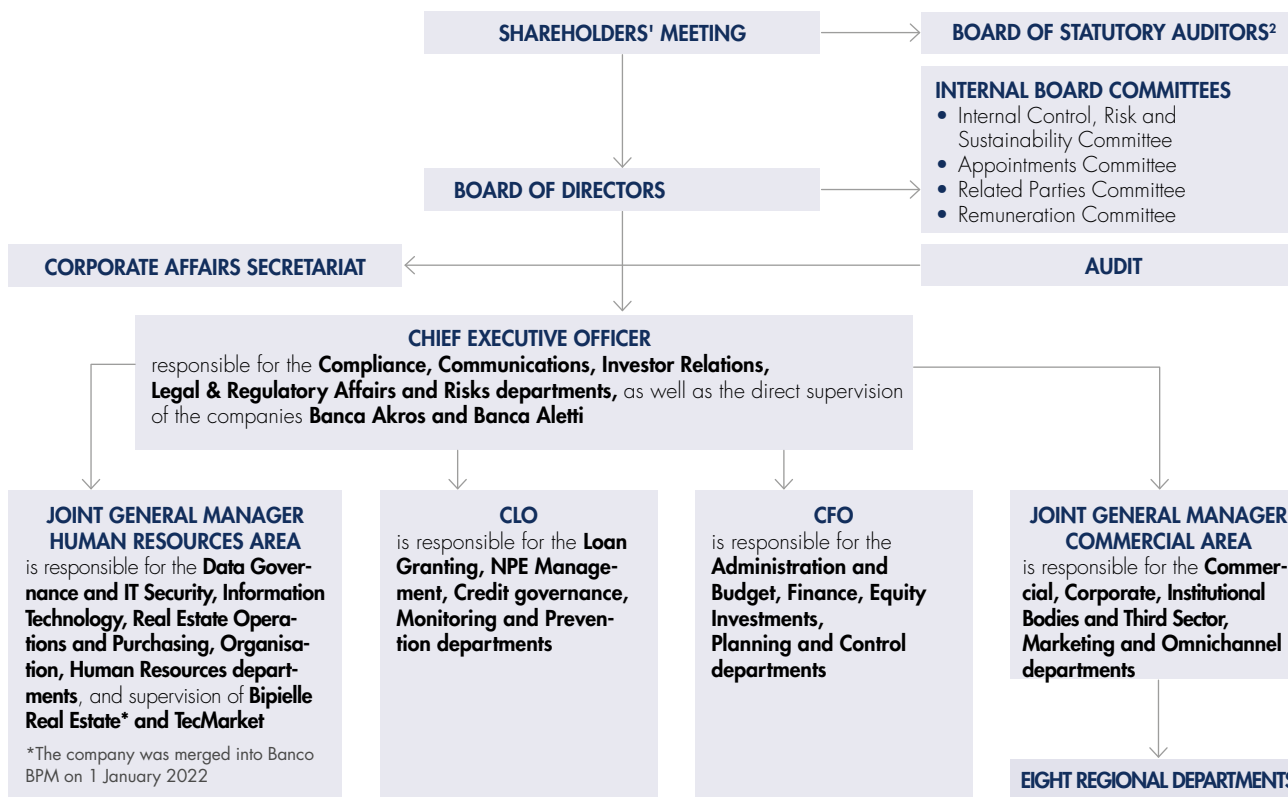 SHAREHOLDERS' MEETING
BOARD OF STATUTORY AUDITORS²
INTERNAL BOARD COMMITTEES
• Internal Control, Risk and
Sustainability Committee
• Appointments Committee
• Related Parties Committee
• Remuneration Committee
BOARD OF DIRECTORS
CORPORATE AFFAIRS SECRETARIAT
AUDIT
CHIEF EXECUTIVE OFFICER
responsible for the Compliance, Communications, Investor Relations,
Legal & Regulatory Affairs and Risks departments, as well as the direct supervision
of the companies Banca Akros and Banca Aletti
JOINT GENERAL MANAGER
HUMAN RESOURCES AREA
is responsible for the Data Gover-
nance and IT Security, Information
Technology, Real Estate Opera-
tions and Purchasing, Organisa-
tion, Human Resources depart-
ments, and supervision of Bipielle
Real Estate* and TecMarket
*The company was merged into Banco
BPM on 1 January 2022
CLO
is responsible for the Loan
Granting, NPE Manage-
ment, Credit governance,
Monitoring and Preven-
tion departments
CFO
is responsible for the
Administration and
Budget, Finance, Equity
Investments,
Planning and Control
departments
JOINT GENERAL MANAGER
COMMERCIAL AREA
is responsible for the Commer-
cial, Corporate, Institutional
Bodies and Third Sector,
Marketing and Omnichannel
departments
EIGHT REGIONAL DEPARTMENTS